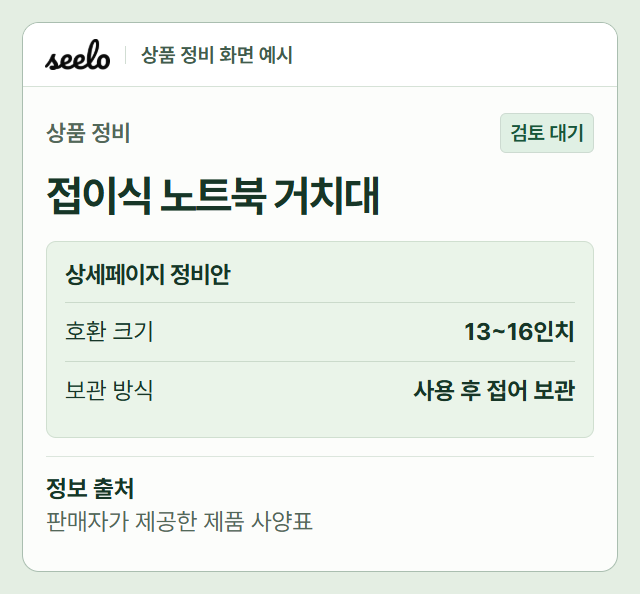 seelo 상품 정비 화면 예시
상품 정비 검토 대기
접이식 노트북 거치대
상세페이지 정비안
호환 크기 13~16인치
보관 방식 사용 후 접어 보관
정보 출처
판매자가 제공한 제품 사양표